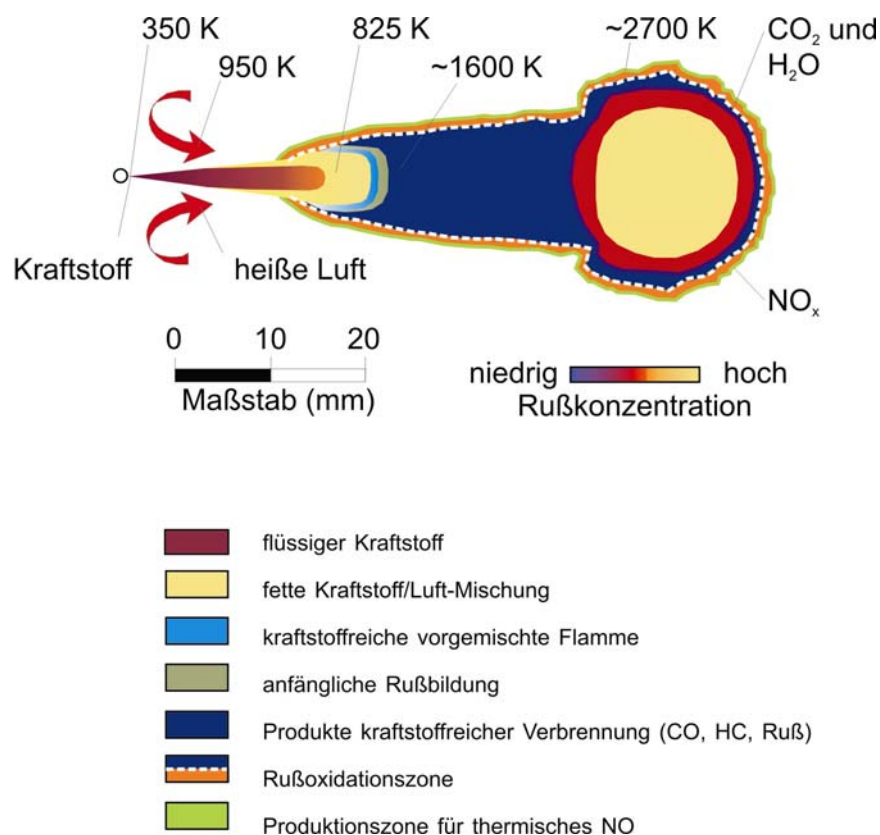 350 K
825 K
~2700 K
CO₂ und
H₂O
950 K
~1600 K
Kraftstoff
heiße Luft
NOₓ
0 10 20
Maßstab (mm)
niedrig hoch
Rußkonzentration
flüssiger Kraftstoff
fette Kraftstoff/Luft-Mischung
kraftstoffreiche vorgemischte Flamme
anfängliche Rußbildung
Produkte kraftstoffreicher Verbrennung (CO, HC, Ruß)
Rußoxidationszone
Produktionszone für thermisches NO